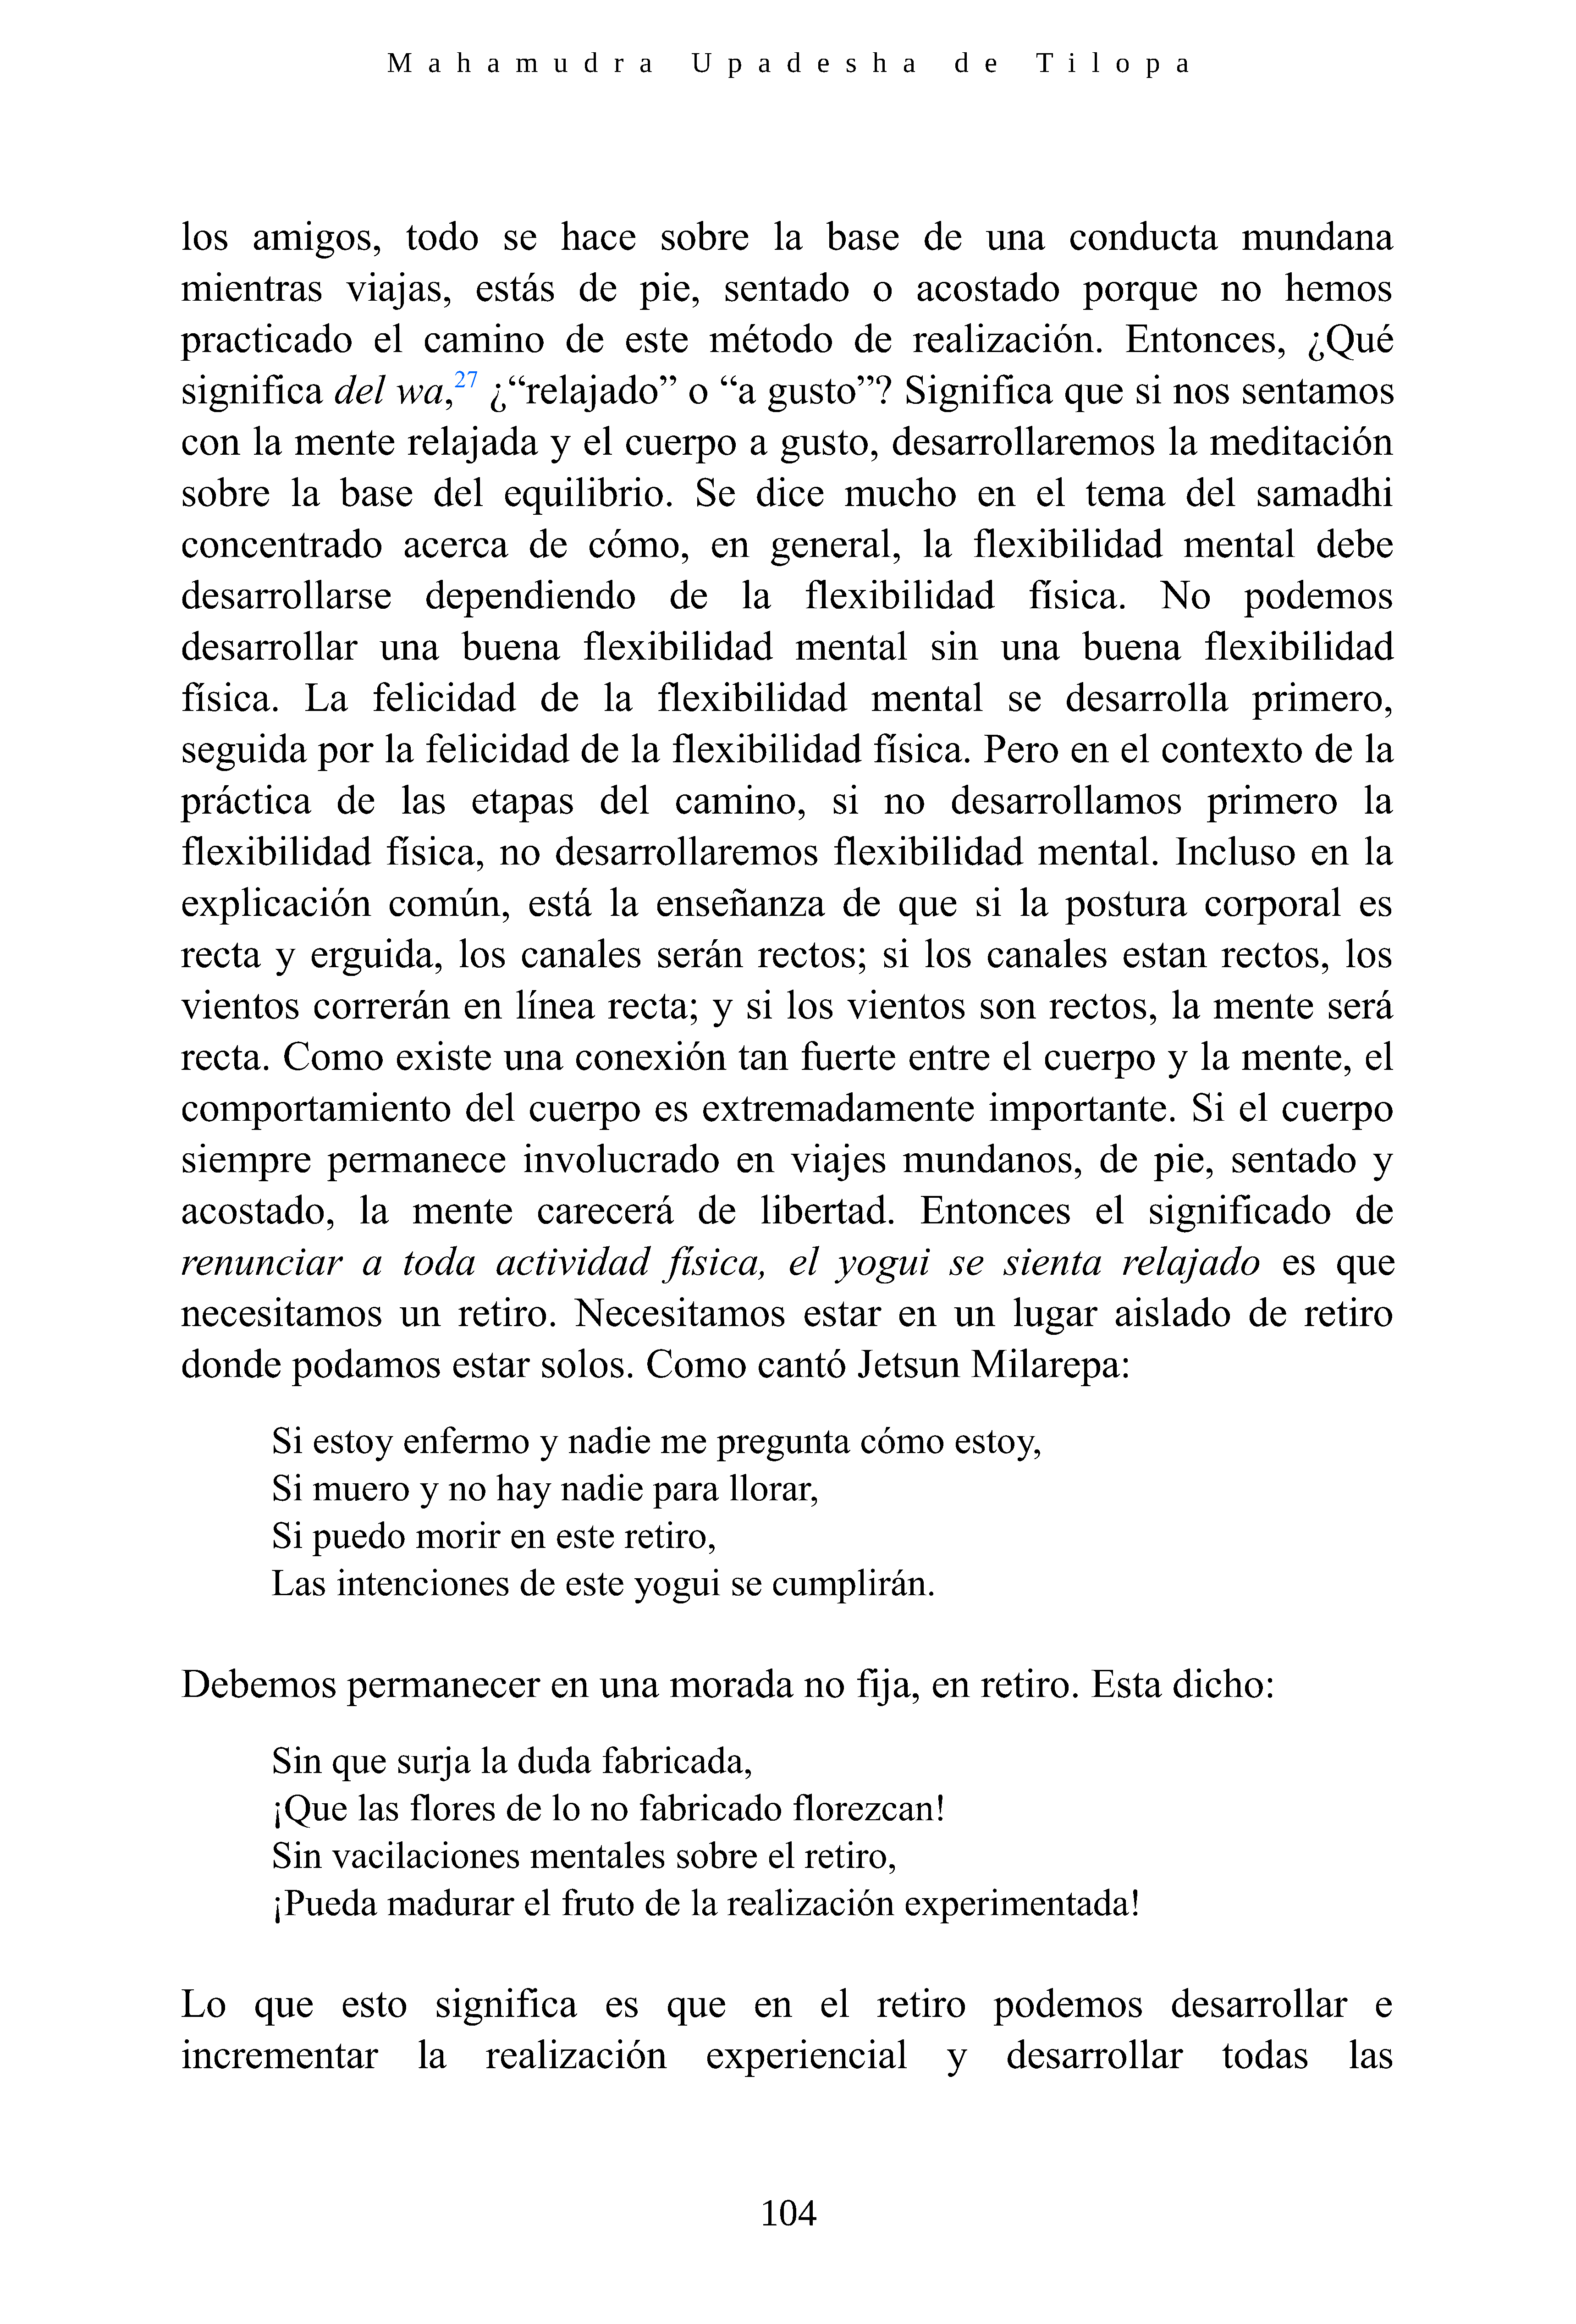 Mahamudra Upadesha de Tilopa
los amigos, todo se hace sobre la base de una conducta mundana
mientras viajas, estás de pie, sentado o acostado porque no hemos
practicado el camino de este método de realización. Entonces, ¿Qué
significa del wa,27 ¿“relajado” o “a gusto”? Significa que si nos sentamos
con la mente relajada y el cuerpo a gusto, desarrollaremos la meditación
sobre la base del equilibrio. Se dice mucho en el tema del samadhi
concentrado acerca de cómo, en general, la flexibilidad mental debe
desarrollarse dependiendo de la flexibilidad física. No podemos
desarrollar una buena flexibilidad mental sin una buena flexibilidad
física. La felicidad de la flexibilidad mental se desarrolla primero,
seguida por la felicidad de la flexibilidad física. Pero en el contexto de la
práctica de las etapas del camino, si no desarrollamos primero la
flexibilidad física, no desarrollaremos flexibilidad mental. Incluso en la
explicación común, está la enseñanza de que si la postura corporal es
recta y erguida, los canales serán rectos; si los canales estan rectos, los
vientos correrán en línea recta; y si los vientos son rectos, la mente será
recta. Como existe una conexión tan fuerte entre el cuerpo y la mente, el
comportamiento del cuerpo es extremadamente importante. Si el cuerpo
siempre permanece involucrado en viajes mundanos, de pie, sentado y
acostado, la mente carecerá de libertad. Entonces el significado de
renunciar a toda actividad física, el yogui se sienta relajado es que
necesitamos un retiro. Necesitamos estar en un lugar aislado de retiro
donde podamos estar solos. Como cantó Jetsun Milarepa:
Si estoy enfermo y nadie me pregunta cómo estoy,
Si muero y no hay nadie para llorar,
Si puedo morir en este retiro,
Las intenciones de este yogui se cumplirán.
Debemos permanecer en una morada no fija, en retiro. Esta dicho:
Sin que surja la duda fabricada,
¡Que las flores de lo no fabricado florezcan!
Sin vacilaciones mentales sobre el retiro,
¡Pueda madurar el fruto de la realización experimentada!
Lo que esto significa es que en el retiro podemos desarrollar e
incrementar la realización experiencial y desarrollar todas las
104